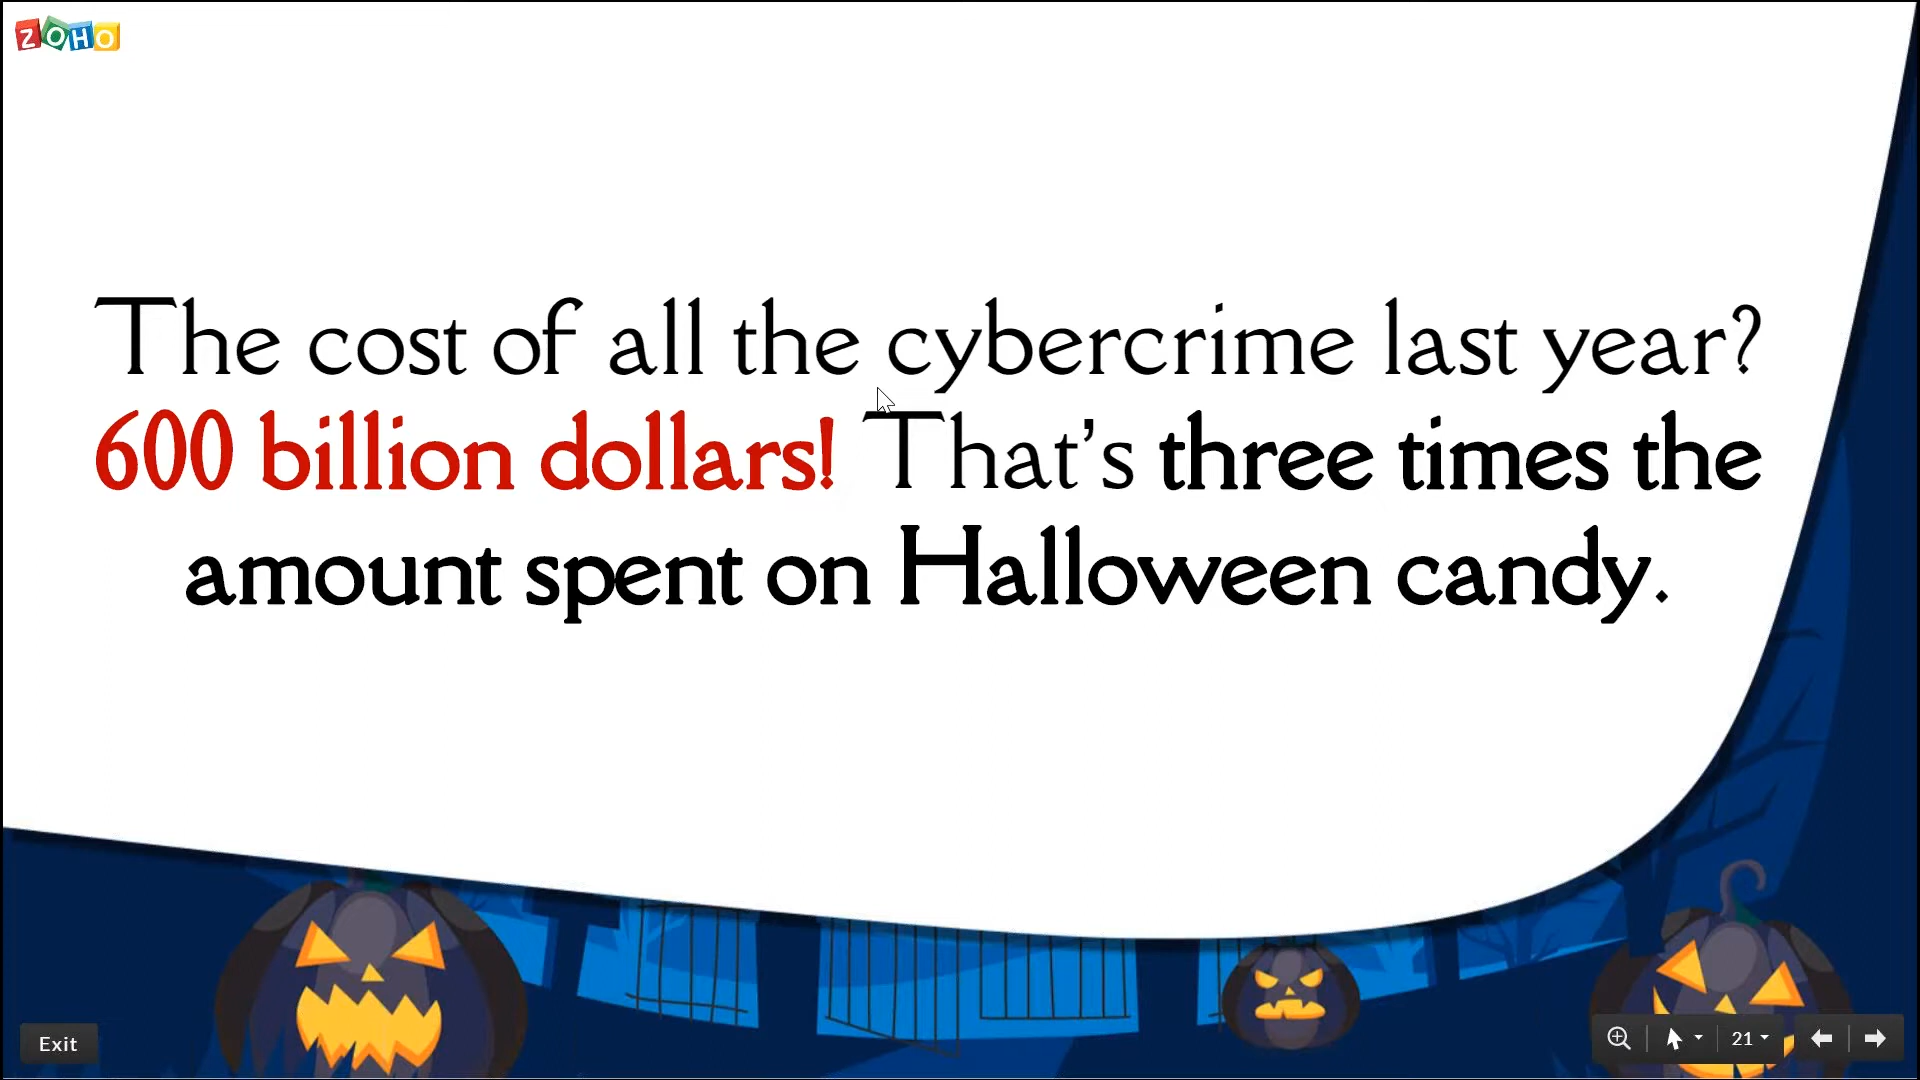 ZOHO
The cost of all the cybercrime last year?
600 billion dollars! That's three times the
amount spent on Halloween candy.
Exit
21